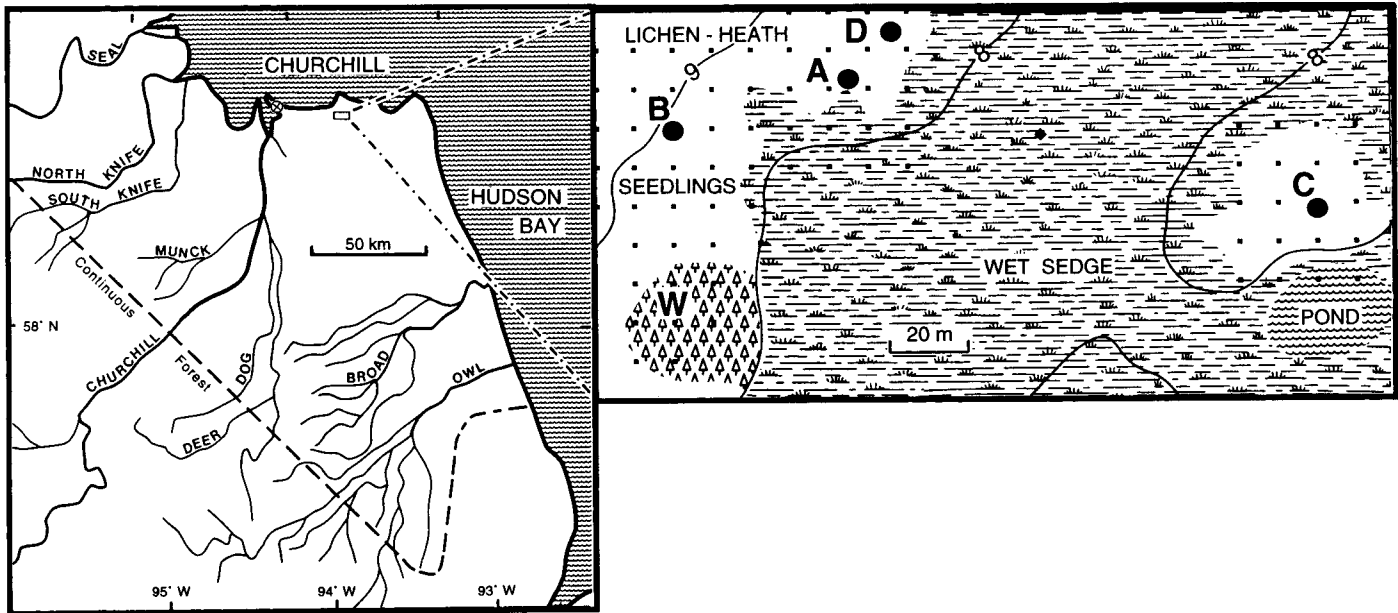 SEAL
CHURCHILL
NORTH KNIFE
SOUTH KNIFE
MUNCK
HUDSON
BAY
50 km
Continuous
Forest
58° N
CHURCHILL
DOG
DEER
BROAD
OWL
95° W
94° W
93° W
LICHEN - HEATH
D
A
9
B
8
8
SEEDLINGS
C
WET SEDGE
W
20 m
POND